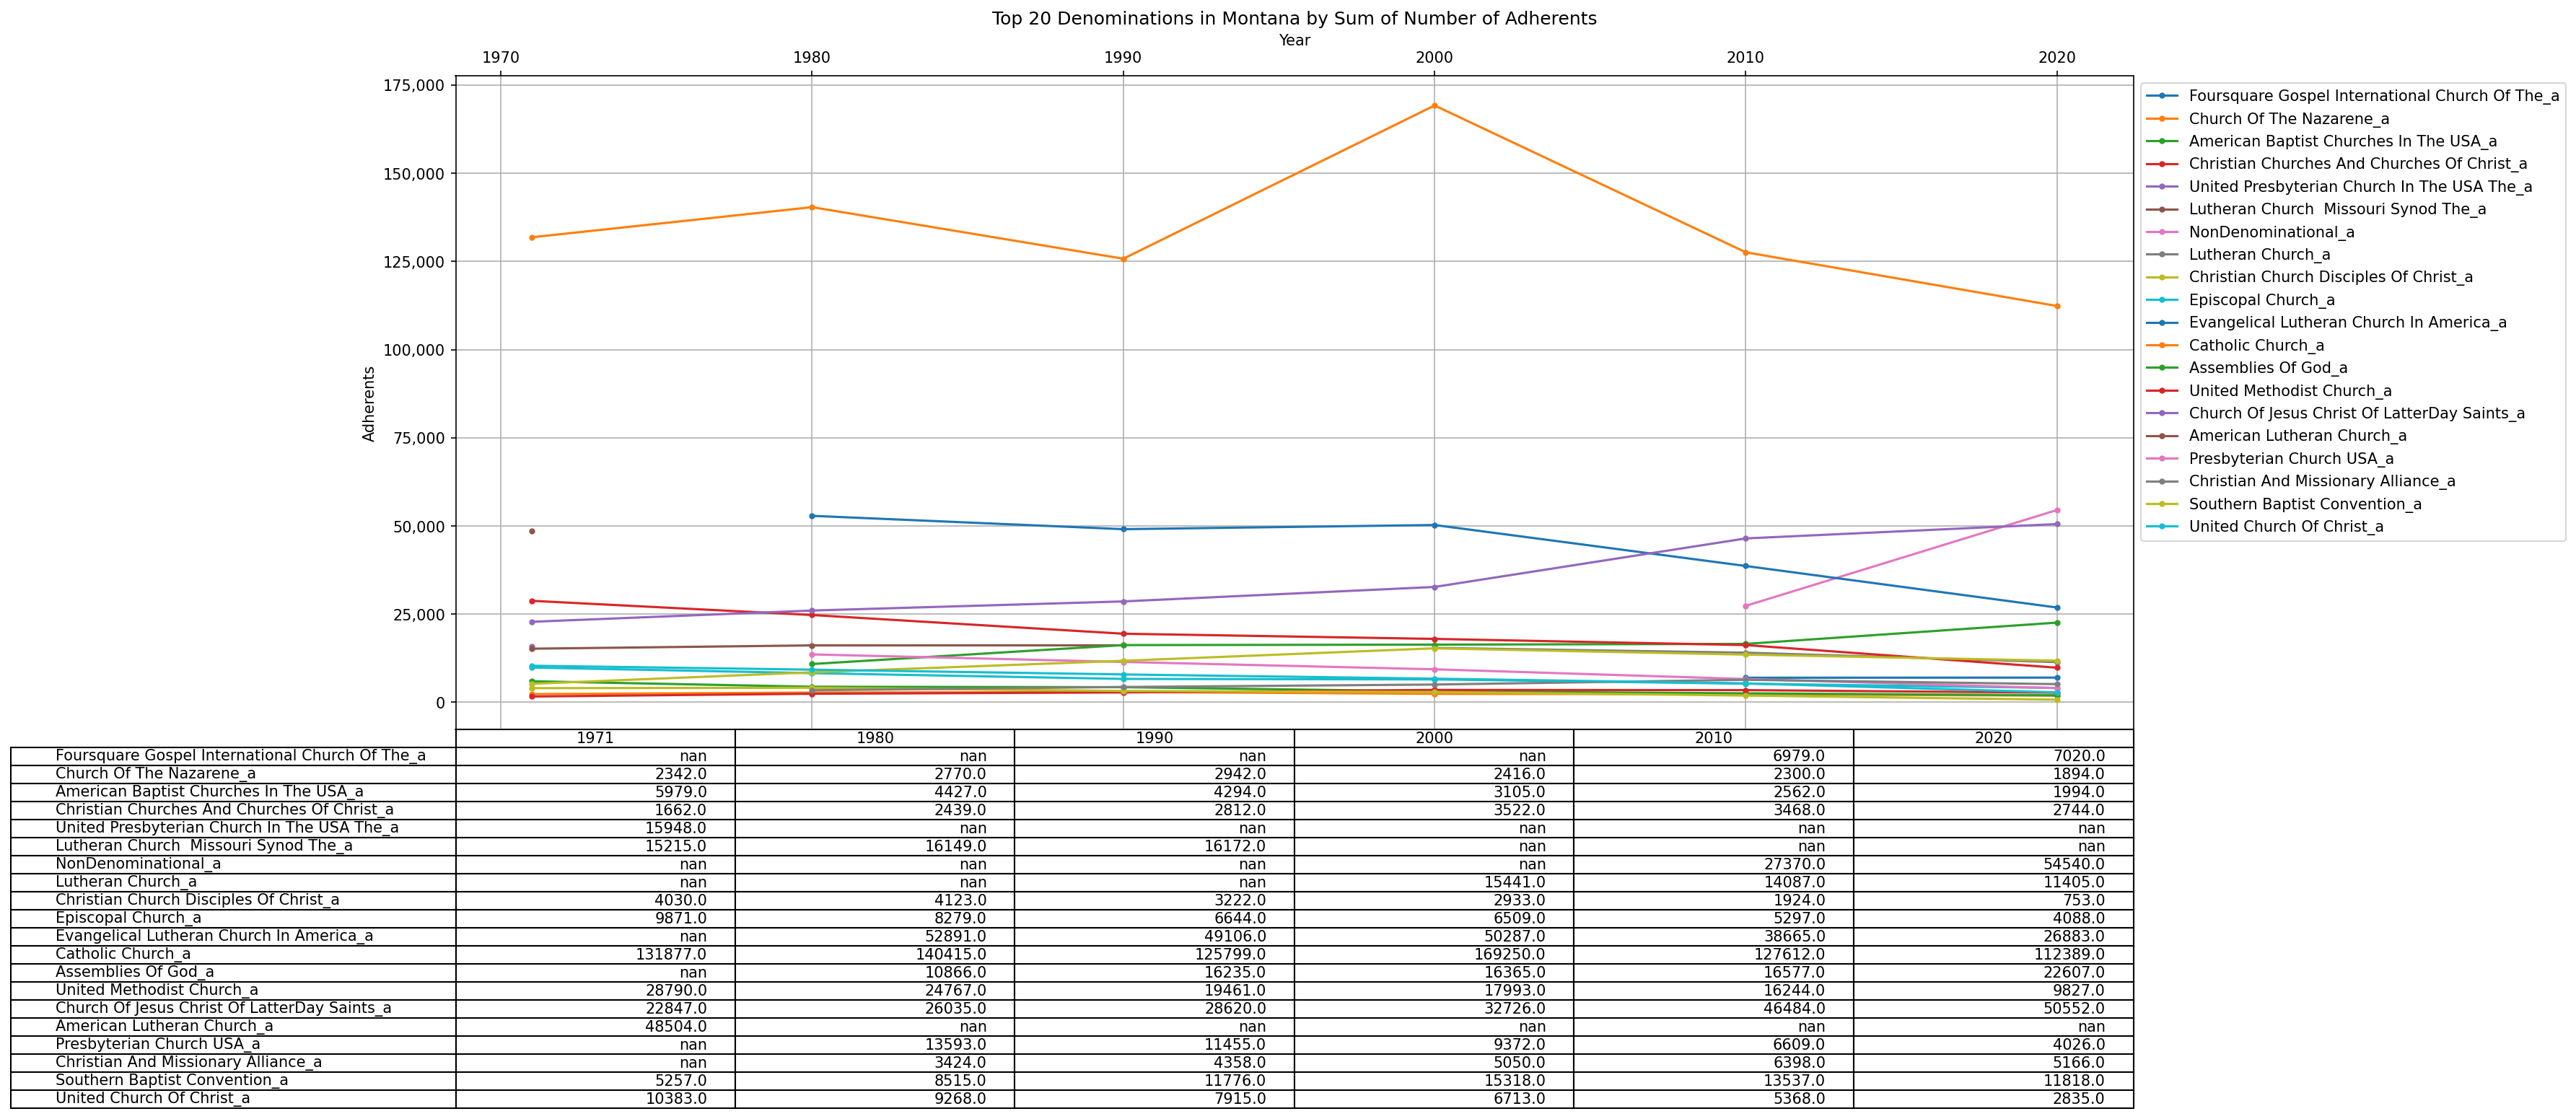 Top 20 Denominations in Montana by Sum of Number of Adherents
Year
1970 1980 1990 2000 2010 2020
175,000
150,000
125,000
100,000
75,000
50,000
25,000
0
Adherents
Foursquare Gospel International Church Of The_a
Church Of The Nazarene_a
American Baptist Churches In The USA_a
Christian Churches And Churches Of Christ_a
United Presbyterian Church In The USA The_a
Lutheran Church  Missouri Synod The_a
NonDenominational_a
Lutheran Church_a
Christian Church Disciples Of Christ_a
Episcopal Church_a
Evangelical Lutheran Church In America_a
Catholic Church_a
Assemblies Of God_a
United Methodist Church_a
Church Of Jesus Christ Of LatterDay Saints_a
American Lutheran Church_a
Presbyterian Church USA_a
Christian And Missionary Alliance_a
Southern Baptist Convention_a
United Church Of Christ_a
1971 1980 1990 2000 2010 2020
Foursquare Gospel International Church Of The_a nan nan nan nan 6979.0 7020.0
Church Of The Nazarene_a 2342.0 2770.0 2942.0 2416.0 2300.0 1894.0
American Baptist Churches In The USA_a 5979.0 4427.0 4294.0 3105.0 2562.0 1994.0
Christian Churches And Churches Of Christ_a 1662.0 2439.0 2812.0 3522.0 3468.0 2744.0
United Presbyterian Church In The USA The_a 15948.0 nan nan nan nan nan
Lutheran Church  Missouri Synod The_a 15215.0 16149.0 16172.0 nan nan nan
NonDenominational_a nan nan nan nan 27370.0 54540.0
Lutheran Church_a nan nan nan 15441.0 14087.0 11405.0
Christian Church Disciples Of Christ_a 4030.0 4123.0 3222.0 2933.0 1924.0 753.0
Episcopal Church_a 9871.0 8279.0 6644.0 6509.0 5297.0 4088.0
Evangelical Lutheran Church In America_a nan 52891.0 49106.0 50287.0 38665.0 26883.0
Catholic Church_a 131877.0 140415.0 125799.0 169250.0 127612.0 112389.0
Assemblies Of God_a nan 10866.0 16235.0 16365.0 16577.0 22607.0
United Methodist Church_a 28790.0 24767.0 19461.0 17993.0 16244.0 9827.0
Church Of Jesus Christ Of LatterDay Saints_a 22847.0 26035.0 28620.0 32726.0 46484.0 50552.0
American Lutheran Church_a 48504.0 nan nan nan nan nan
Presbyterian Church USA_a nan 13593.0 11455.0 9372.0 6609.0 4026.0
Christian And Missionary Alliance_a nan 3424.0 4358.0 5050.0 6398.0 5166.0
Southern Baptist Convention_a 5257.0 8515.0 11776.0 15318.0 13537.0 11818.0
United Church Of Christ_a 10383.0 9268.0 7915.0 6713.0 5368.0 2835.0